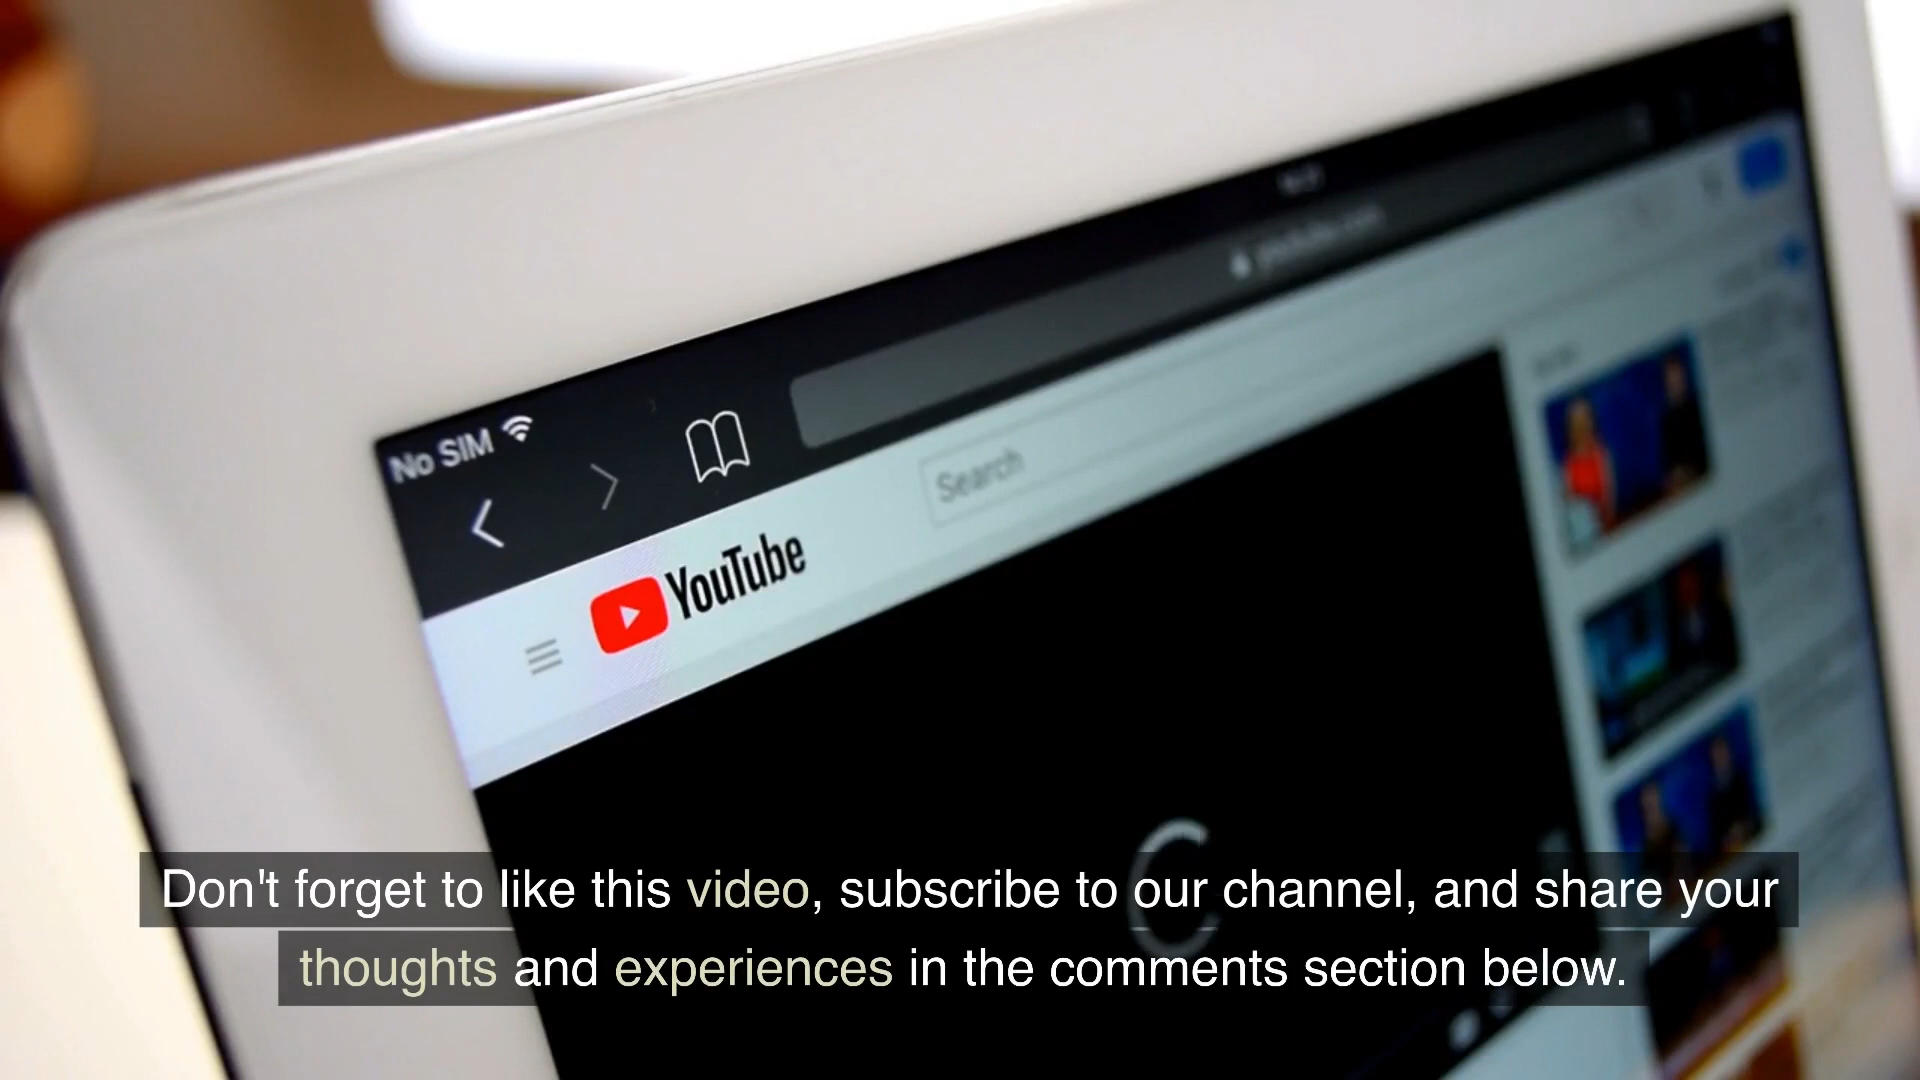 No SIM
Search
YouTube
Don't forget to like this video, subscribe to our channel, and share your
thoughts and experiences in the comments section below.